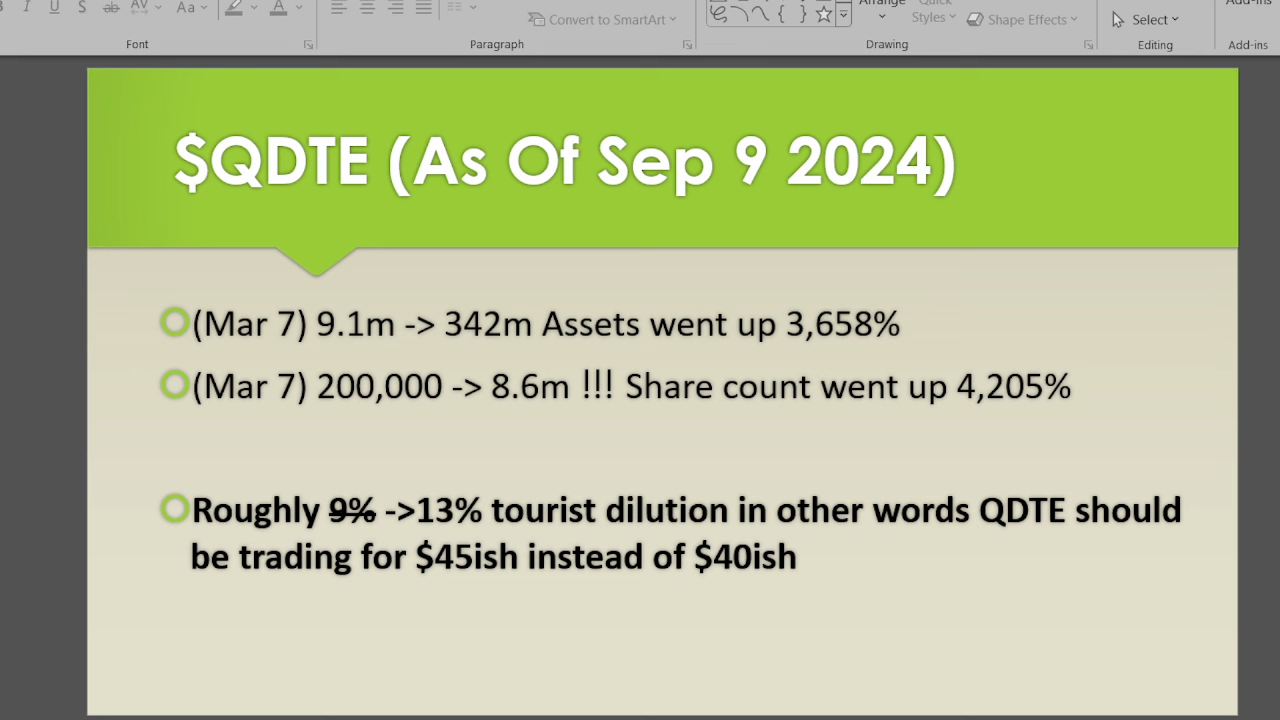 I U S ab AV Aa A
Convert to SmartArt
Styles
Shape Effects
Select
Font
Paragraph
Drawing
Editing
Add-ins
$QDTE (As Of Sep 9 2024)
(Mar 7) 9.1m -> 342m Assets went up 3,658%
(Mar 7) 200,000 -> 8.6m !!! Share count went up 4,205%
Roughly 9% ->13% tourist dilution in other words QDTE should
be trading for $45ish instead of $40ish